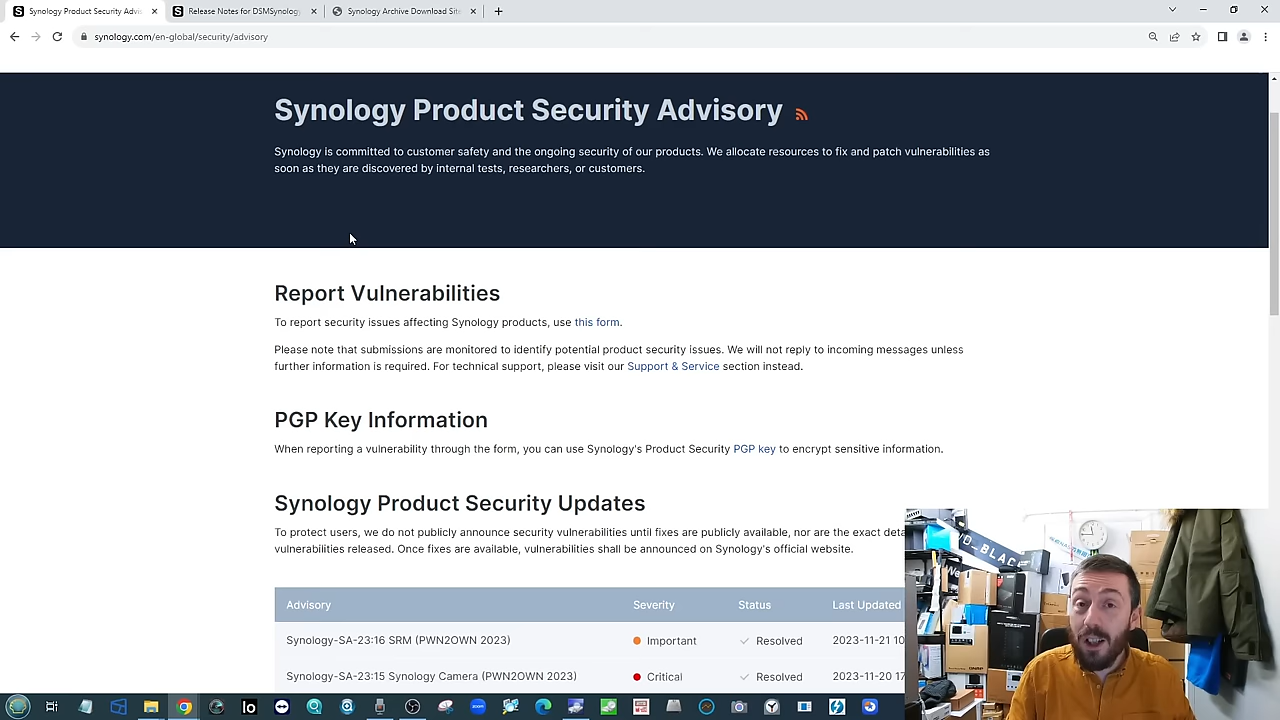 Synology Product Security Advis
Release Notes for DSMSynology
Synology Archive Download Site
synology.com/en-global/security/advisory
Synology Product Security Advisory
Synology is committed to customer safety and the ongoing security of our products. We allocate resources to fix and patch vulnerabilities as
soon as they are discovered by internal tests, researchers, or customers.
Report Vulnerabilities
To report security issues affecting Synology products, use this form.
Please note that submissions are monitored to identify potential product security issues. We will not reply to incoming messages unless
further information is required. For technical support, please visit our Support & Service section instead.
PGP Key Information
When reporting a vulnerability through the form, you can use Synology's Product Security PGP key to encrypt sensitive information.
Synology Product Security Updates
To protect users, we do not publicly announce security vulnerabilities until fixes are publicly available, nor are the exact deta
vulnerabilities released. Once fixes are available, vulnerabilities shall be announced on Synology's official website.
Advisory Severity Status Last Updated
Synology-SA-23:16 SRM (PWN2OWN 2023) Important Resolved 2023-11-21 10
Synology-SA-23:15 Synology Camera (PWN2OWN 2023) Critical Resolved 2023-11-20 17
WD_BLAC
QNAP
zoom